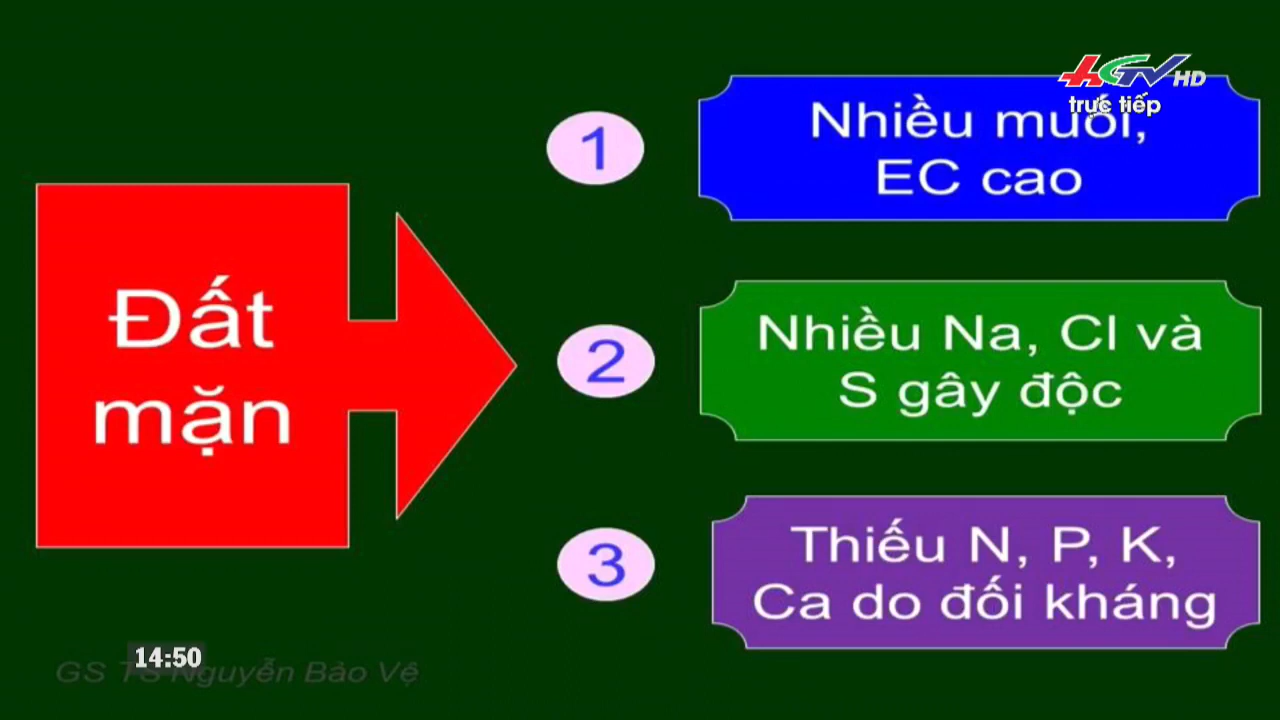 HGTV HD
trực tiếp
1
Nhiều muối,
EC cao
Đất
mặn
2
Nhiều Na, Cl và
S gây độc
3
Thiếu N, P, K,
Ca do đối kháng
14:50
GS TS Nguyễn Bảo Vệ